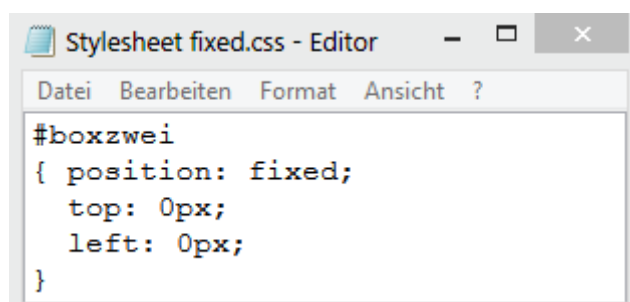 Stylesheet fixed.css - Editor
Datei Bearbeiten Format Ansicht ?
#boxzwei
{ position: fixed;
  top: 0px;
  left: 0px;
}